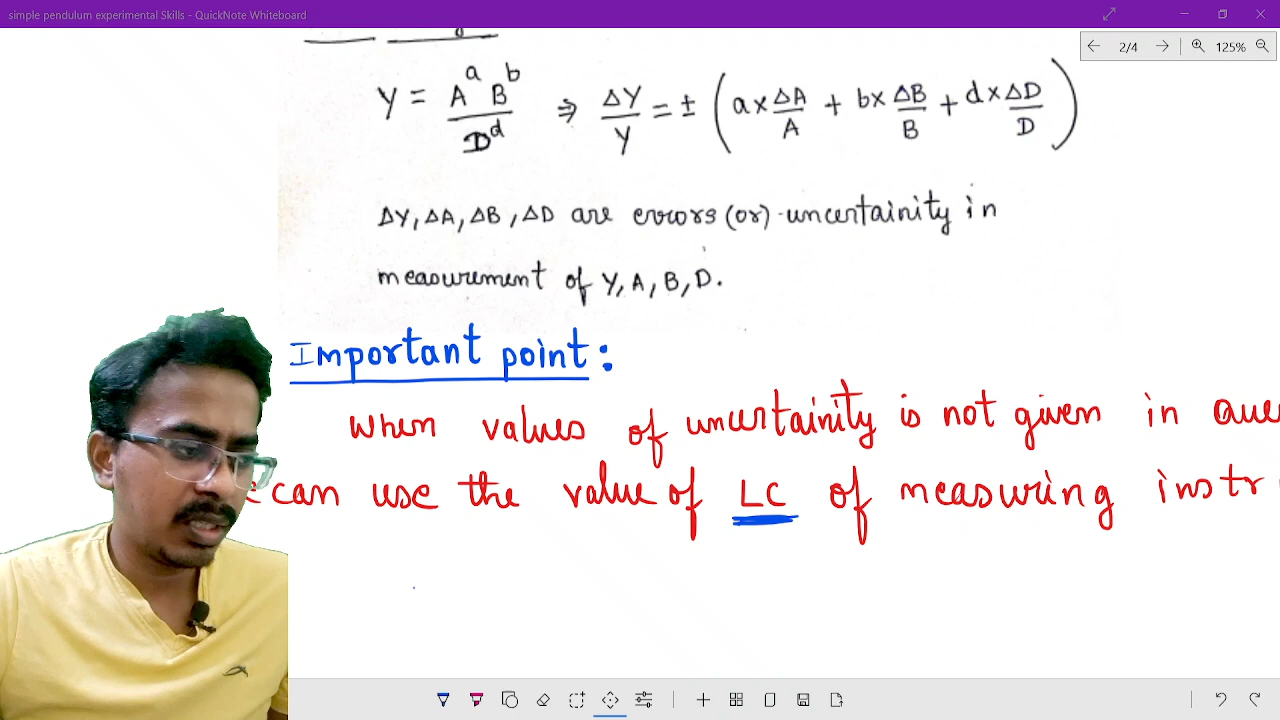 simple pendulum experimental Skills - QuickNote Whiteboard
2/4
125%
Y = A^a B^b / D^d ⇒ ΔY/Y = ± (a x ΔA/A + b x ΔB/B + d x ΔD/D)
ΔY, ΔA, ΔB, ΔD are errors (or) uncertainity in
measurement of Y, A, B, D.
Important point:
When values of uncertainity is not given in que
can use the value of LC of measuring instr